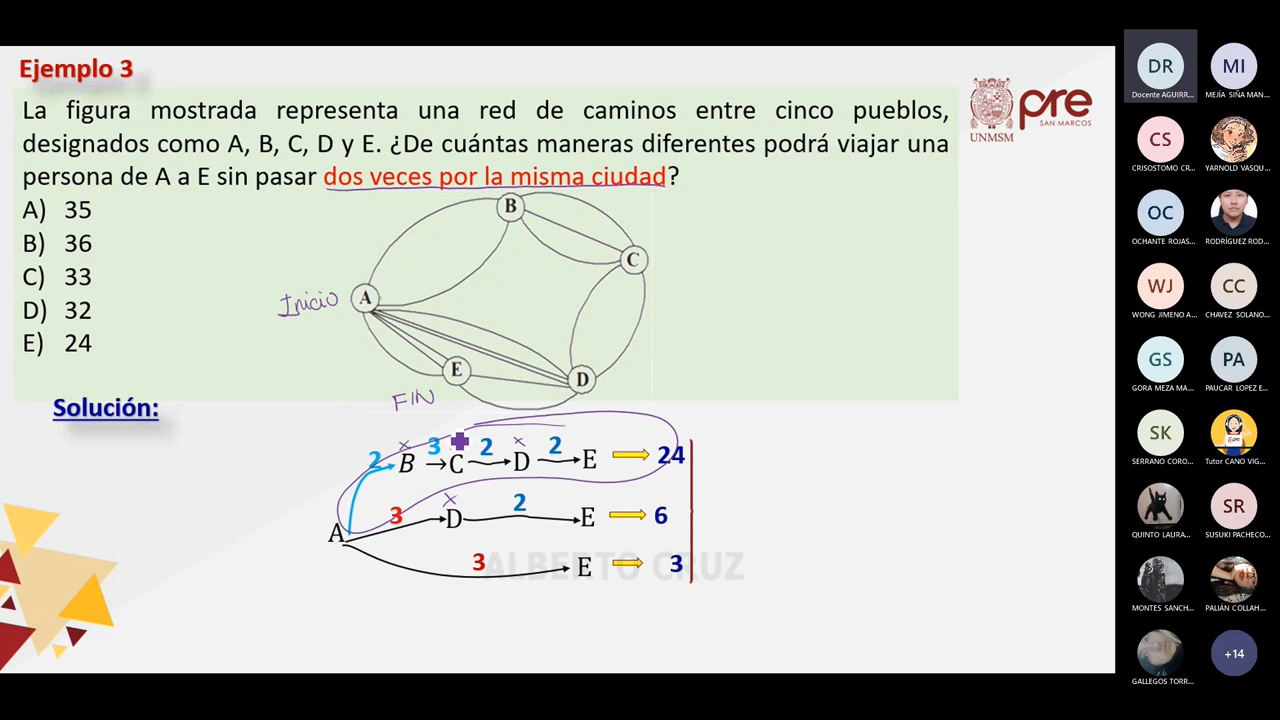 Ejemplo 3
La figura mostrada representa una red de caminos entre cinco pueblos,
designados como A, B, C, D y E. ¿De cuántas maneras diferentes podrá viajar una
persona de A a E sin pasar dos veces por la misma ciudad?
A) 35
B) 36
C) 33
D) 32
E) 24
UNMSM
pre
SAN MARCOS
B
C
Inicio
A
E
D
FIN
Solución:
2 B 3 → C 2 D 2 E 24
A 3 D 2 E 6
3 E 3
ALBERTO CRUZ
DR
Docente AGUIRR...
MI
MEJÍA SIÑA MAN...
CS
CRISOSTOMO CR...
YARNOLD VASQU...
OC
OCHANTE ROJAS...
RODRÍGUEZ ROD...
WJ
WONG JIMENO A...
CC
CHAVEZ SOLANO...
GS
GORA MEZA MA...
PA
PAUCAR LOPEZ E...
SK
SERRANO CORO...
Tutor CANO VIG...
QUINTO LAURA...
SR
SUSUKI PACHECO...
MONTES SANCH...
PALIÁN COLLAH...
GALLEGOS TORR...
+14